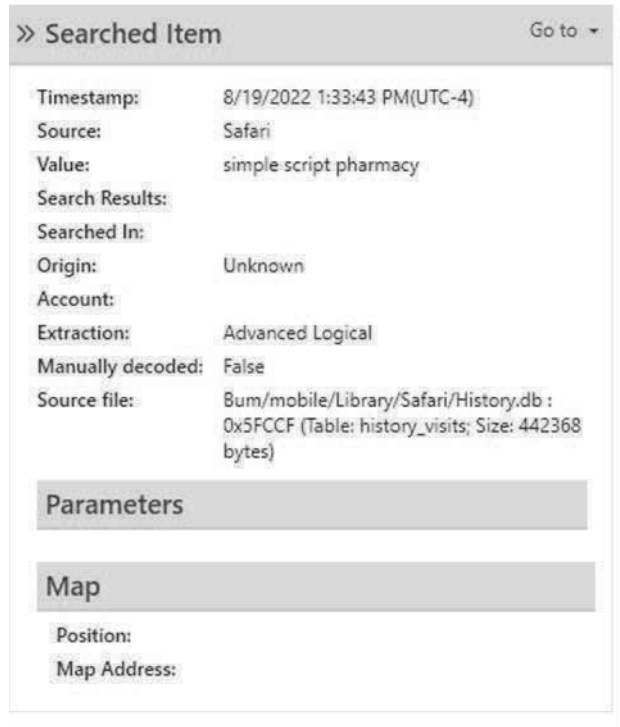 » Searched Item Go to
Timestamp: 8/19/2022 1:33:43 PM(UTC-4)
Source: Safari
Value: simple script pharmacy
Search Results:
Searched In:
Origin: Unknown
Account:
Extraction: Advanced Logical
Manually decoded: False
Source file: Bum/mobile/Library/Safari/History.db :
0x5FCCF (Table: history_visits; Size: 442368
bytes)
Parameters
Map
Position:
Map Address: